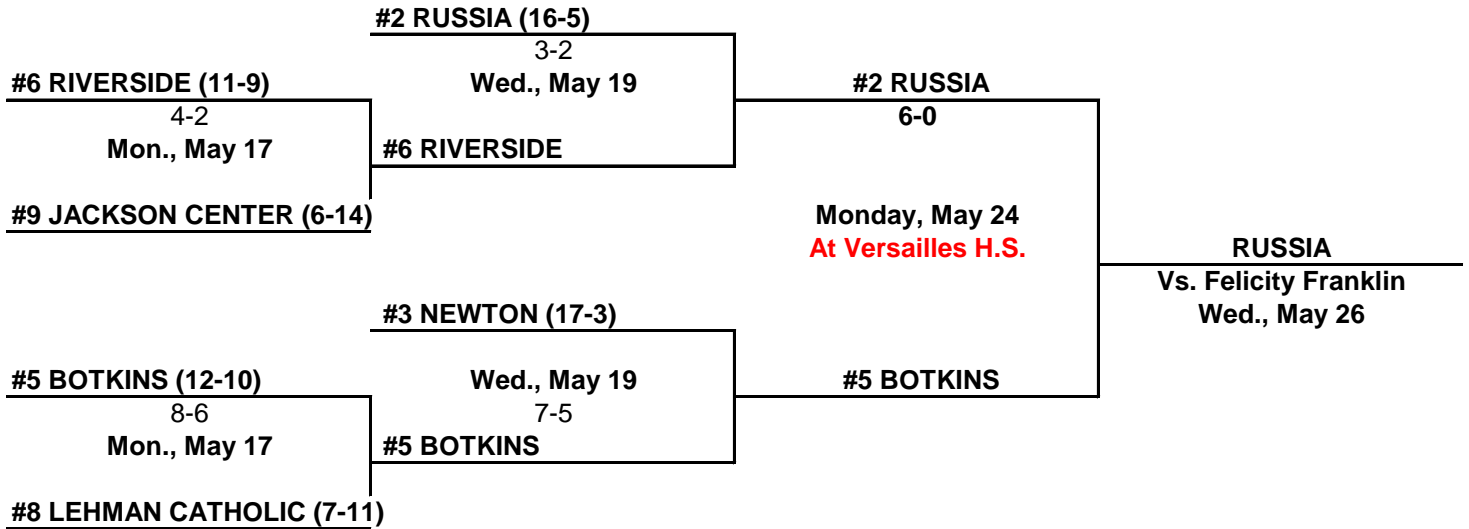 #2 RUSSIA (16-5)
3-2
#6 RIVERSIDE (11-9)
Wed., May 19
#2 RUSSIA
4-2
6-0
Mon., May 17
#6 RIVERSIDE
#9 JACKSON CENTER (6-14)
Monday, May 24
At Versailles H.S.
RUSSIA
Vs. Felicity Franklin
#3 NEWTON (17-3)
Wed., May 26
#5 BOTKINS (12-10)
Wed., May 19
#5 BOTKINS
8-6
7-5
Mon., May 17
#5 BOTKINS
#8 LEHMAN CATHOLIC (7-11)